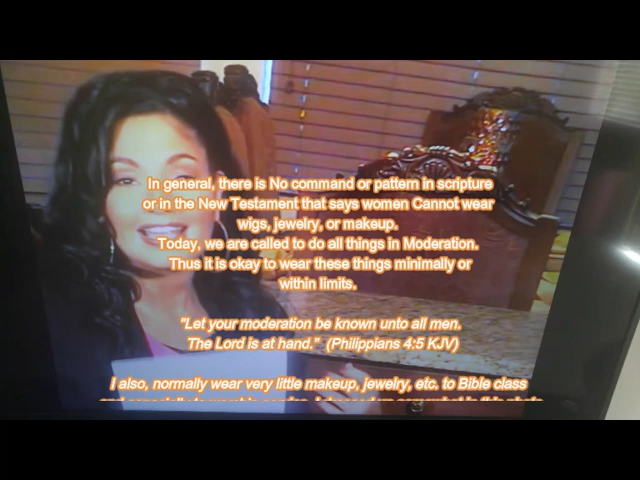 In general, there is No command or pattern in scripture
or in the New Testament that says women Cannot wear
wigs, jewelry, or makeup.
Today, we are called to do all things in Moderation.
Thus it is okay to wear these things minimally or
within limits.
"Let your moderation be known unto all men.
The Lord is at hand." (Philippians 4:5 KJV)
I also, normally wear very little makeup, jewelry, etc. to Bible class